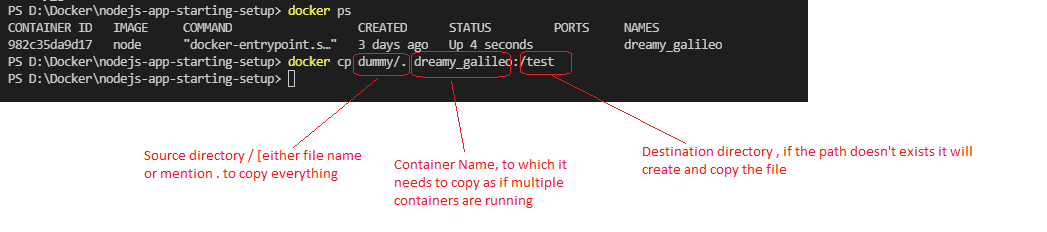 PS D:\Docker\nodejs-app-starting-setup> docker ps
CONTAINER ID IMAGE COMMAND CREATED STATUS PORTS NAMES
982c35da9d17 node "docker-entrypoint.s…" 3 days ago Up 4 seconds dreamy_galileo
PS D:\Docker\nodejs-app-starting-setup> docker cp dummy/. dreamy_galileo:/test
PS D:\Docker\nodejs-app-starting-setup>
Source directory / [either file name
or mention . to copy everything
Container Name, to which it
needs to copy as if multiple
containers are running
Destination directory , if the path doesn't exists it will
create and copy the file